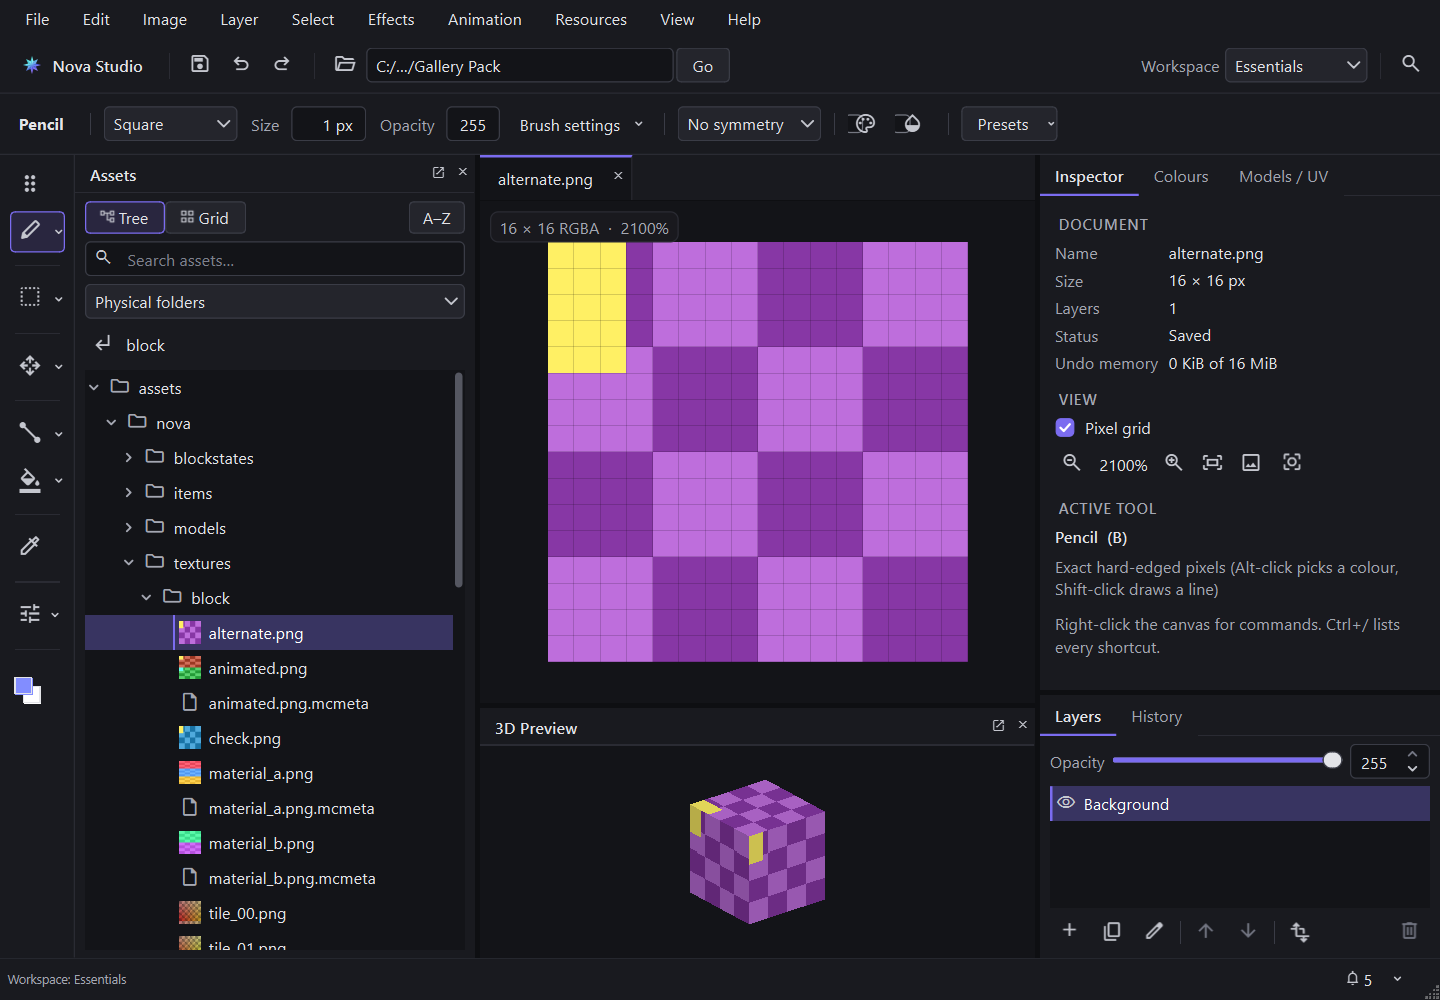 File Edit Image Layer Select Effects Animation Resources View Help
Nova Studio C:/.../Gallery Pack Go Workspace Essentials
Pencil Square Size 1 px Opacity 255 Brush settings No symmetry Presets
Assets
Tree Grid A–Z
Search assets...
Physical folders
block
assets
nova
blockstates
items
models
textures
block
alternate.png
animated.png
animated.png.mcmeta
check.png
material_a.png
material_a.png.mcmeta
material_b.png
material_b.png.mcmeta
tile_00.png
tile_01.png
alternate.png
16 × 16 RGBA · 2100%
3D Preview
Inspector Colours Models / UV
DOCUMENT
Name alternate.png
Size 16 × 16 px
Layers 1
Status Saved
Undo memory 0 KiB of 16 MiB
VIEW
Pixel grid
2100%
ACTIVE TOOL
Pencil (B)
Exact hard-edged pixels (Alt-click picks a colour,
Shift-click draws a line)
Right-click the canvas for commands. Ctrl+/ lists
every shortcut.
Layers History
Opacity 255
Background
Workspace: Essentials 5